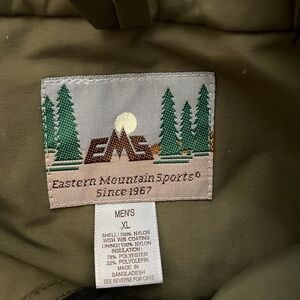 EMS
Eastern Mountain Sports®
Since 1967
MEN'S
XL
SHELL: 100% NYLON
WITH W/B COATING
LINING: 100% NYLON
INSULATION:
78% POLYESTER
22% POLYOLEFIN
MADE IN
BANGLADESH
SEE REVERSE FOR CARE